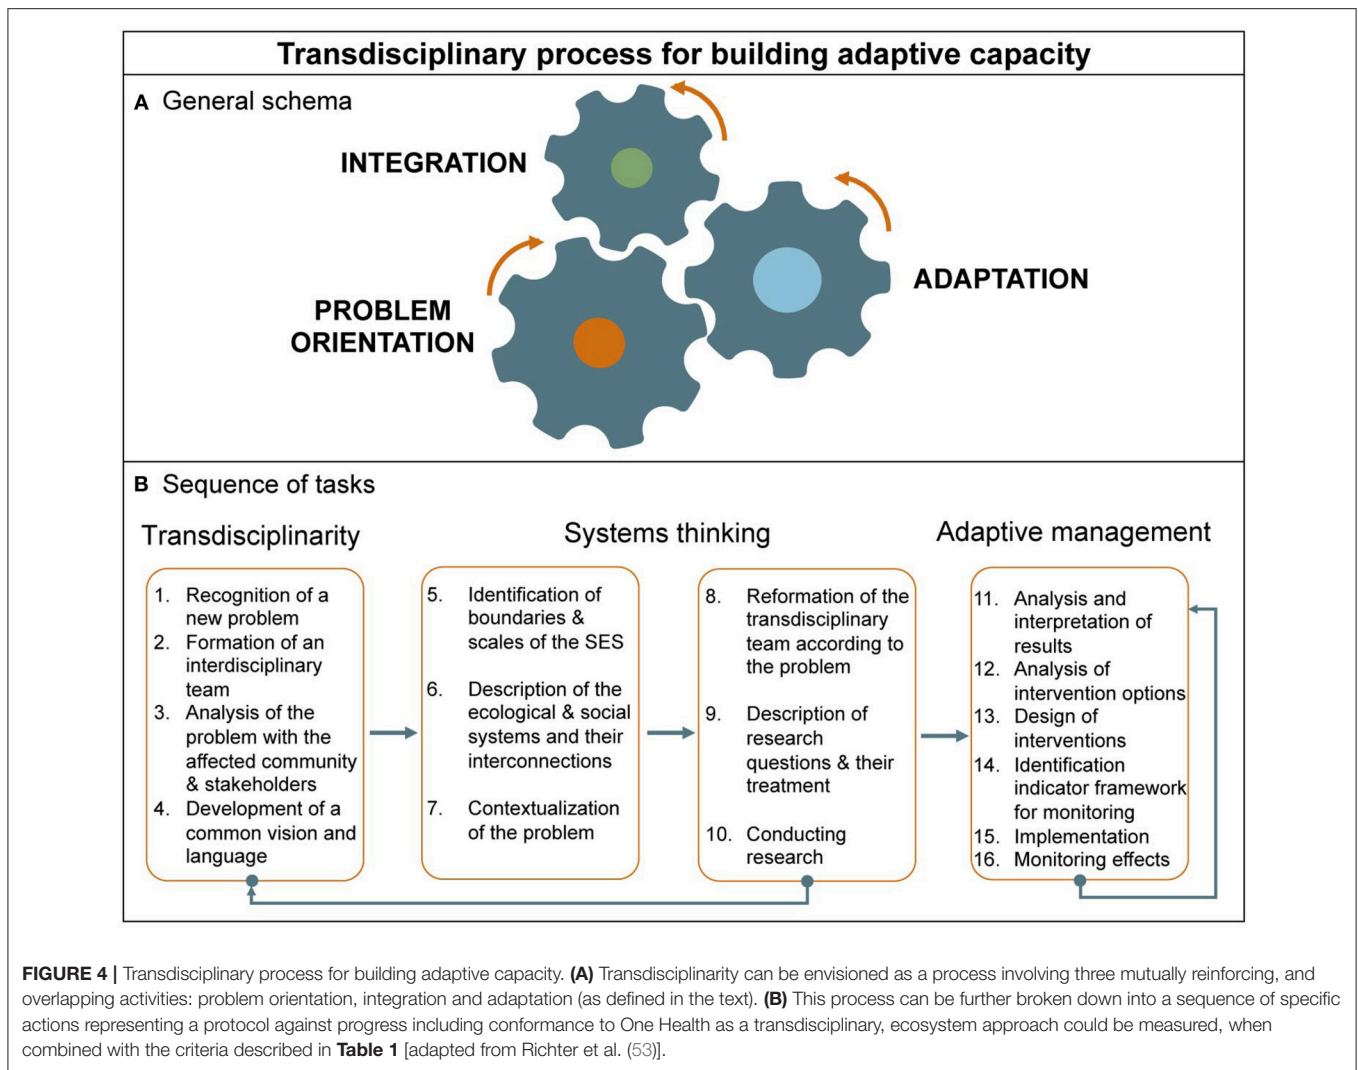 Transdisciplinary process for building adaptive capacity
A General schema
INTEGRATION
ADAPTATION
PROBLEM
ORIENTATION
B Sequence of tasks
Transdisciplinarity
1. Recognition of a
new problem
2. Formation of an
interdisciplinary
team
3. Analysis of the
problem with the
affected community
& stakeholders
4. Development of a
common vision and
language
Systems thinking
5. Identification of
boundaries &
scales of the SES
6. Description of the
ecological & social
systems and their
interconnections
7. Contextualization
of the problem
8. Reformation of the
transdisciplinary
team according to
the problem
9. Description of
research
questions & their
treatment
10. Conducting
research
Adaptive management
11. Analysis and
interpretation of
results
12. Analysis of
intervention options
13. Design of
interventions
14. Identification
indicator framework
for monitoring
15. Implementation
16. Monitoring effects
FIGURE 4 | Transdisciplinary process for building adaptive capacity. (A) Transdisciplinarity can be envisioned as a process involving three mutually reinforcing, and
overlapping activities: problem orientation, integration and adaptation (as defined in the text). (B) This process can be further broken down into a sequence of specific
actions representing a protocol against progress including conformance to One Health as a transdisciplinary, ecosystem approach could be measured, when
combined with the criteria described in Table 1 [adapted from Richter et al. (53)].